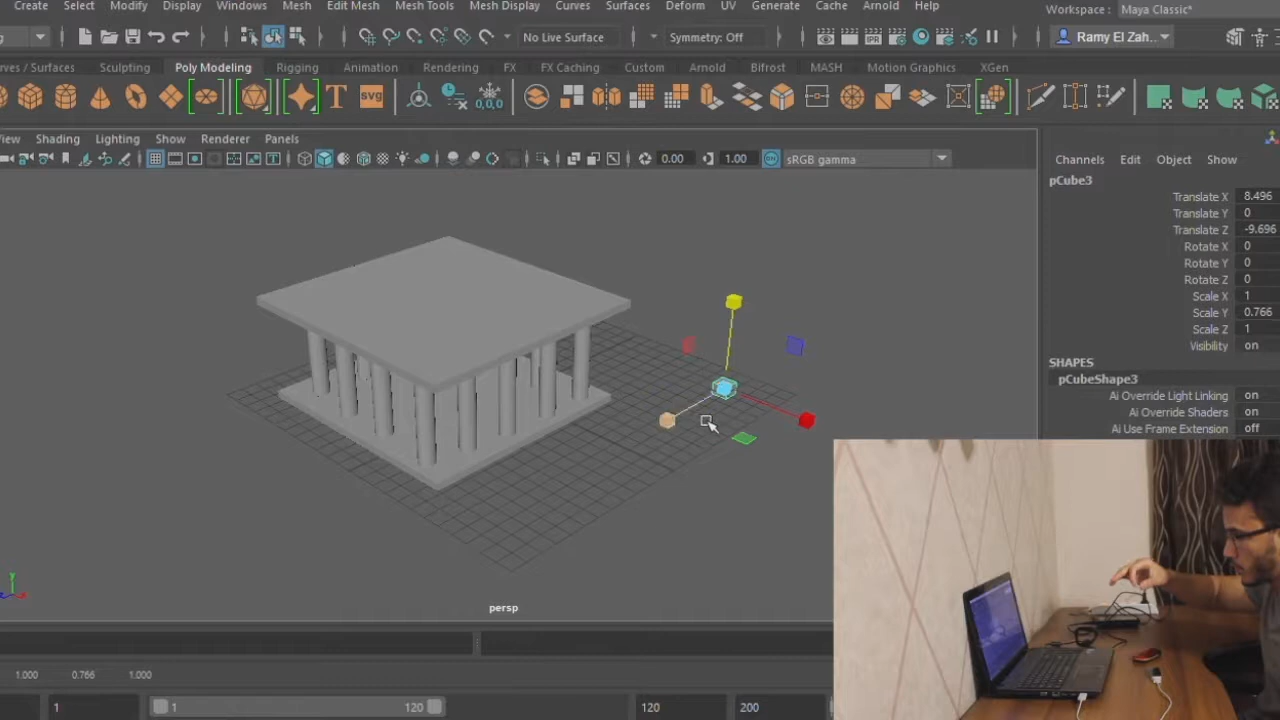 Create Select Modify Display Windows Mesh Edit Mesh Mesh Tools Mesh Display Curves Surfaces Deform UV Generate Cache Arnold Help
Workspace: Maya Classic*
No Live Surface Symmetry: Off Ramy El Zah...
rves / Surfaces Sculpting Poly Modeling Rigging Animation Rendering FX FX Caching Custom Arnold Bifrost MASH Motion Graphics XGen
T svg 0,0,0
View Shading Lighting Show Renderer Panels
0.00 1.00 sRGB gamma
Channels Edit Object Show
pCube3
Translate X 8.496
Translate Y 0
Translate Z -9.696
Rotate X 0
Rotate Y 0
Rotate Z 0
Scale X 1
Scale Y 0.766
Scale Z 1
Visibility on
SHAPES
pCubeShape3
Ai Override Light Linking on
Ai Override Shaders on
Ai Use Frame Extension off
y
persp
1.000 0.766 1.000
1 1 120 120 200